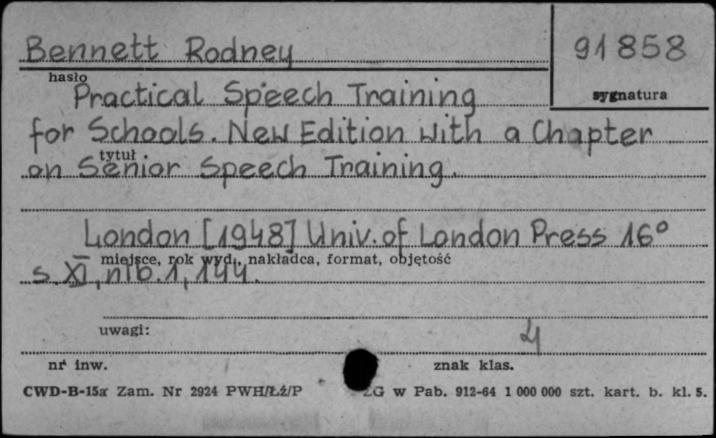 Bennett Rodney
91858
hasło
sygnatura
Practical Speech Training
for Schools. New Edition with a Chapter
on Senior Speech Training.
tytuł
London [1948] Univ. of London Press 16°
miejsce, rok wyd., nakładca, format, objętość
s. XI, nlb. 1, 144.
uwagi:
4
nr inw.
znak klas.
CWD-B-15a Zam. Nr 2924 PWH/Łź/P ZG w Pab. 912-64 1 000 000 szt. kart. b. kl. 5.